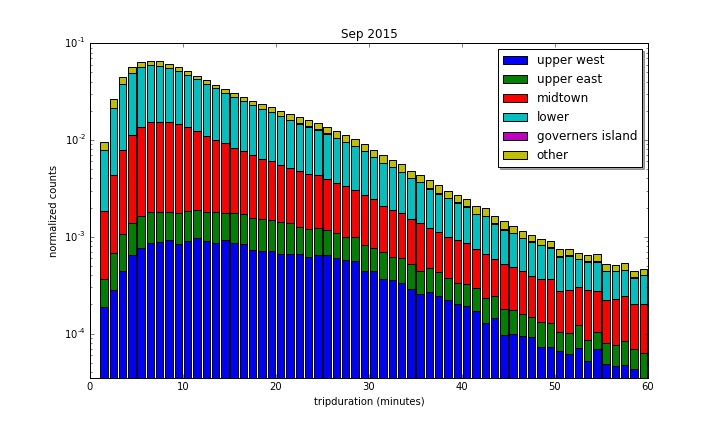 Sep 2015
10^-1
10^-2
10^-3
10^-4
normalized counts
upper west
upper east
midtown
lower
governers island
other
0 10 20 30 40 50 60
tripduration (minutes)